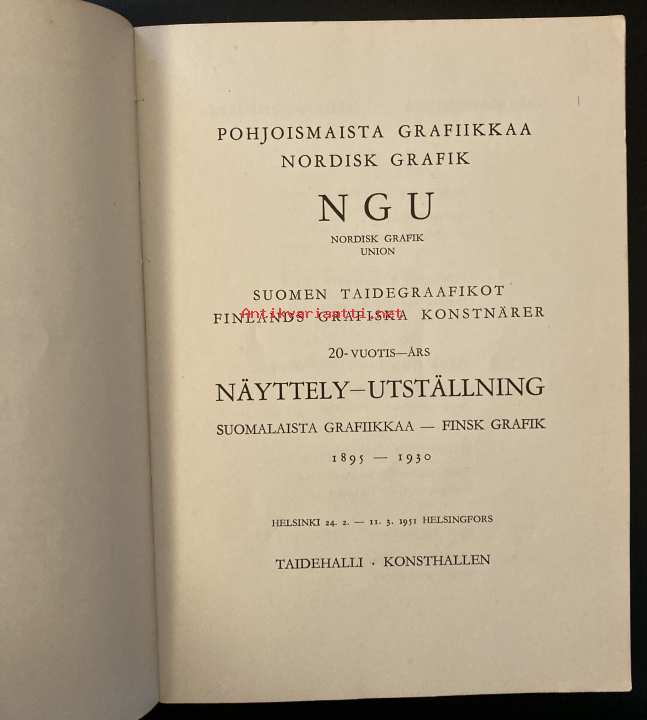 POHJOISMAISTA GRAFIIKKAA
NORDISK GRAFIK
NGU
NORDISK GRAFIK
UNION
SUOMEN TAIDEGRAAFIKOT
Antikvariaatti.net
FINLANDS GRAFISKA KONSTNÄRER
20-VUOTIS—ÅRS
NÄYTTELY—UTSTÄLLNING
SUOMALAISTA GRAFIIKKAA — FINSK GRAFIK
1895 — 1930
HELSINKI 24. 2. — 11. 3. 1951 HELSINGFORS
TAIDEHALLI · KONSTHALLEN